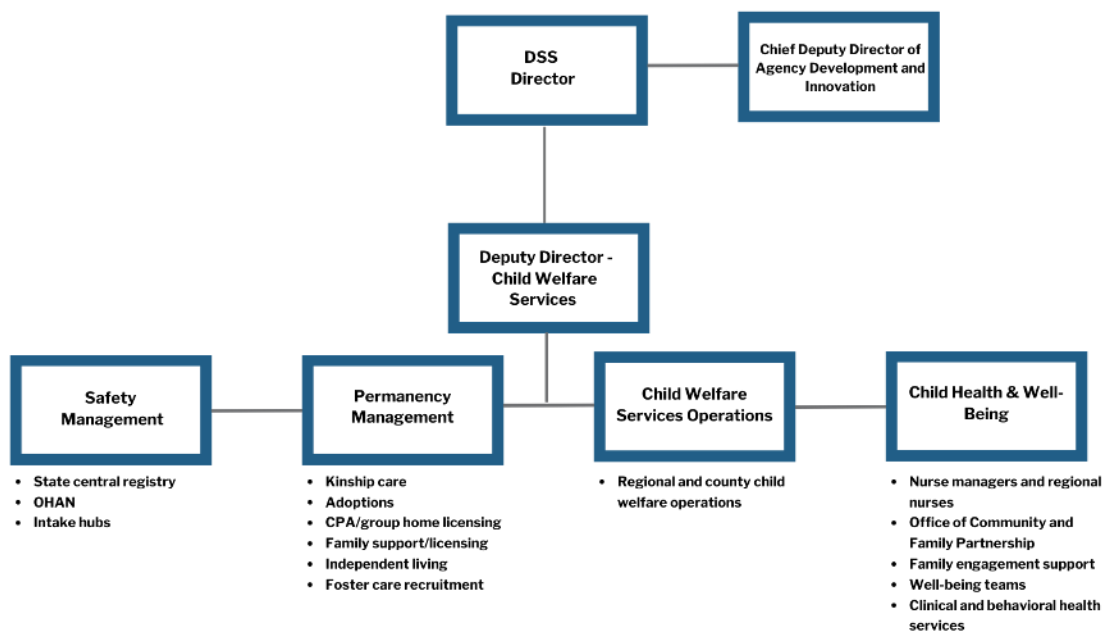 DSS
Director
Chief Deputy Director of
Agency Development and
Innovation
Deputy Director -
Child Welfare
Services
Safety
Management
• State central registry
• OHAN
• Intake hubs
Permanency
Management
• Kinship care
• Adoptions
• CPA/group home licensing
• Family support/licensing
• Independent living
• Foster care recruitment
Child Welfare
Services Operations
• Regional and county child
welfare operations
Child Health & Well-
Being
• Nurse managers and regional
nurses
• Office of Community and
Family Partnership
• Family engagement support
• Well-being teams
• Clinical and behavioral health
services